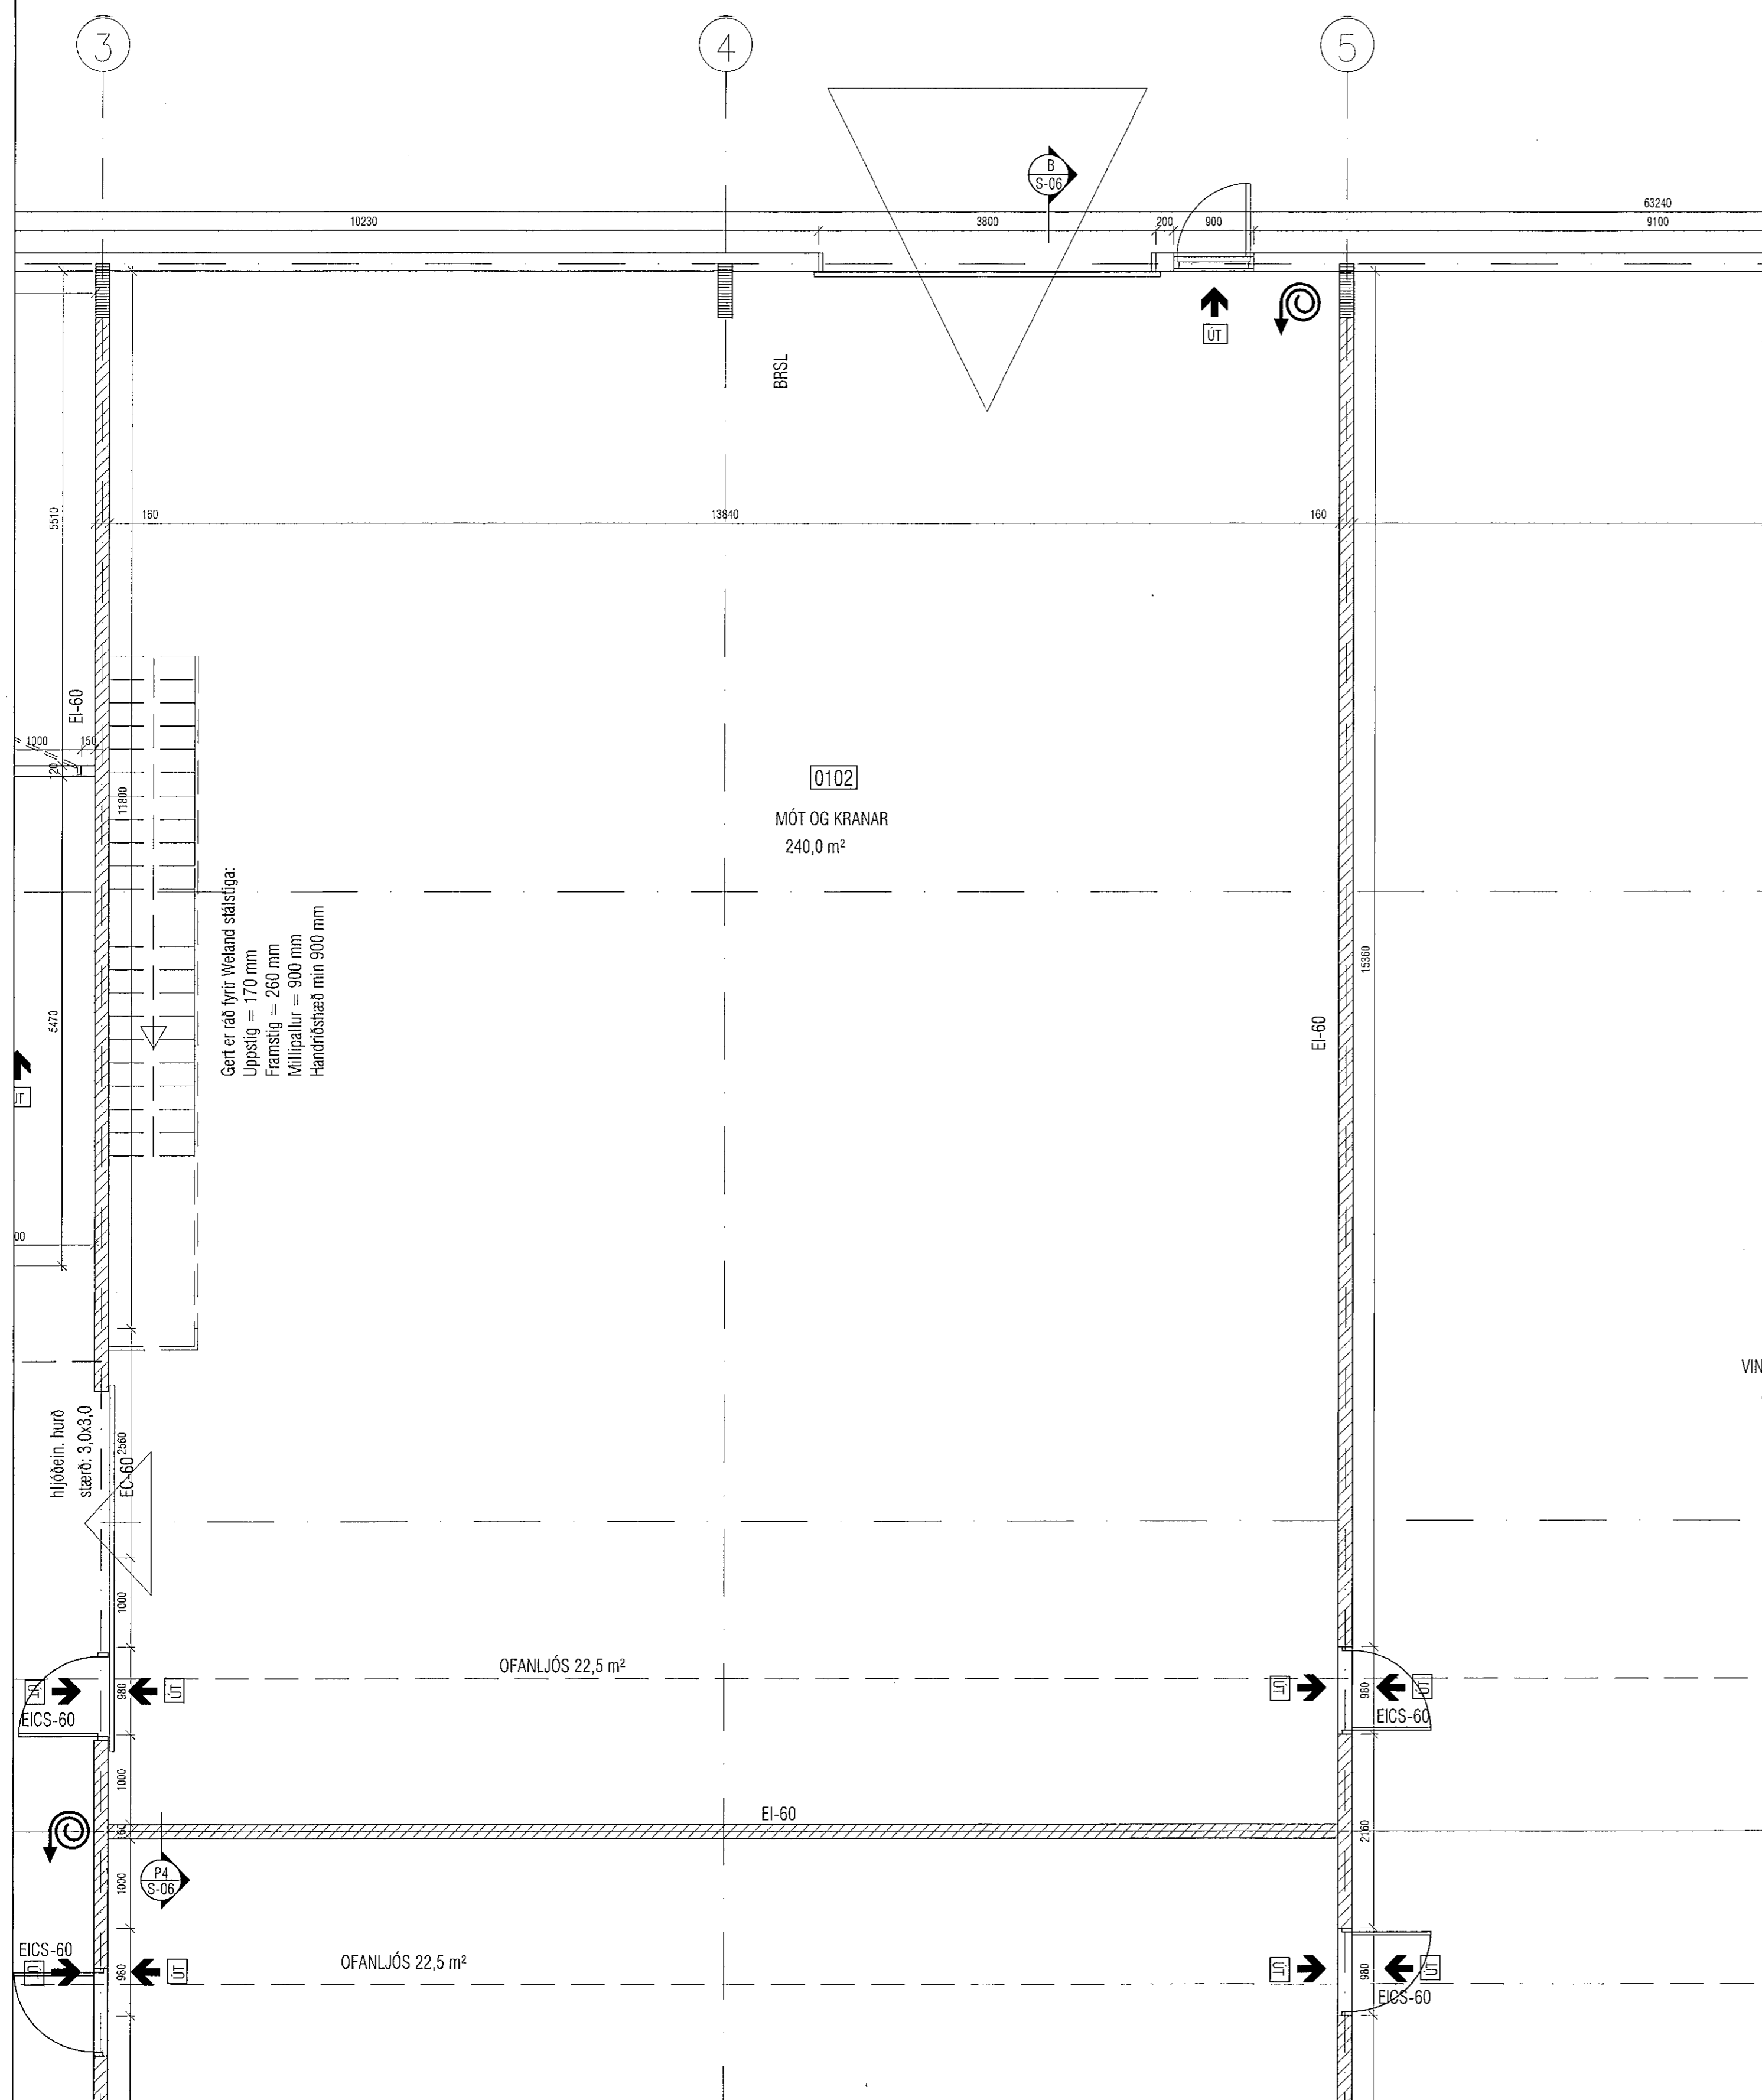 3
4
5
B
S-06
63240
10230
3800
200
900
9100
ÚT
BRSL
5510
160
13840
160
EI-60
1000
150
120
11800
0102
MÓT OG KRANAR
240,0 m²
Gert er ráð fyrir Weland stálstiga:
Uppstig = 170 mm
Framstig = 260 mm
Millipallur = 900 mm
Handriðshæð min 900 mm
15360
5470
EI-60
ÚT
00
VIN
hljóðein. hurð
stærð: 3,0x3,0
EC-60
2560
1000
OFANLJÓS 22,5 m²
ÚT
980
ÚT
EICS-60
ÚT
980
ÚT
EICS-60
1000
EI-60
160
2160
1000
P4
S-06
EICS-60
ÚT
980
ÚT
OFANLJÓS 22,5 m²
ÚT
980
ÚT
EICS-60